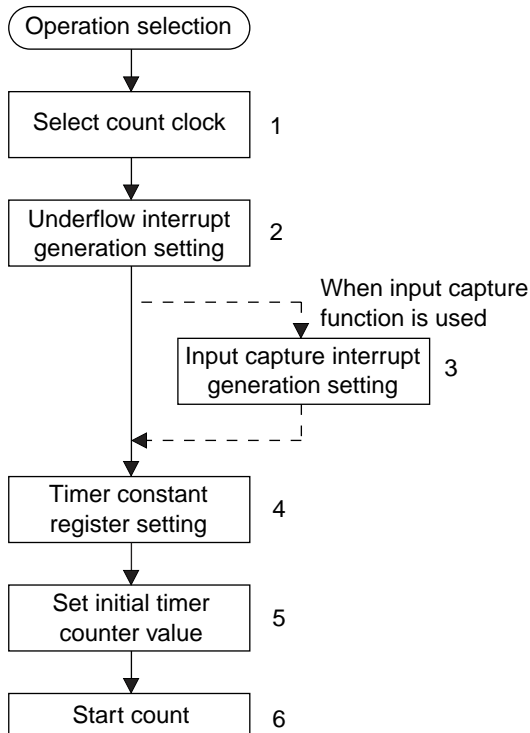 Operation selection
Select count clock
1
Underflow interrupt
generation setting
2
When input capture
function is used
Input capture interrupt
generation setting
3
Timer constant
register setting
4
Set initial timer
counter value
5
Start count
6